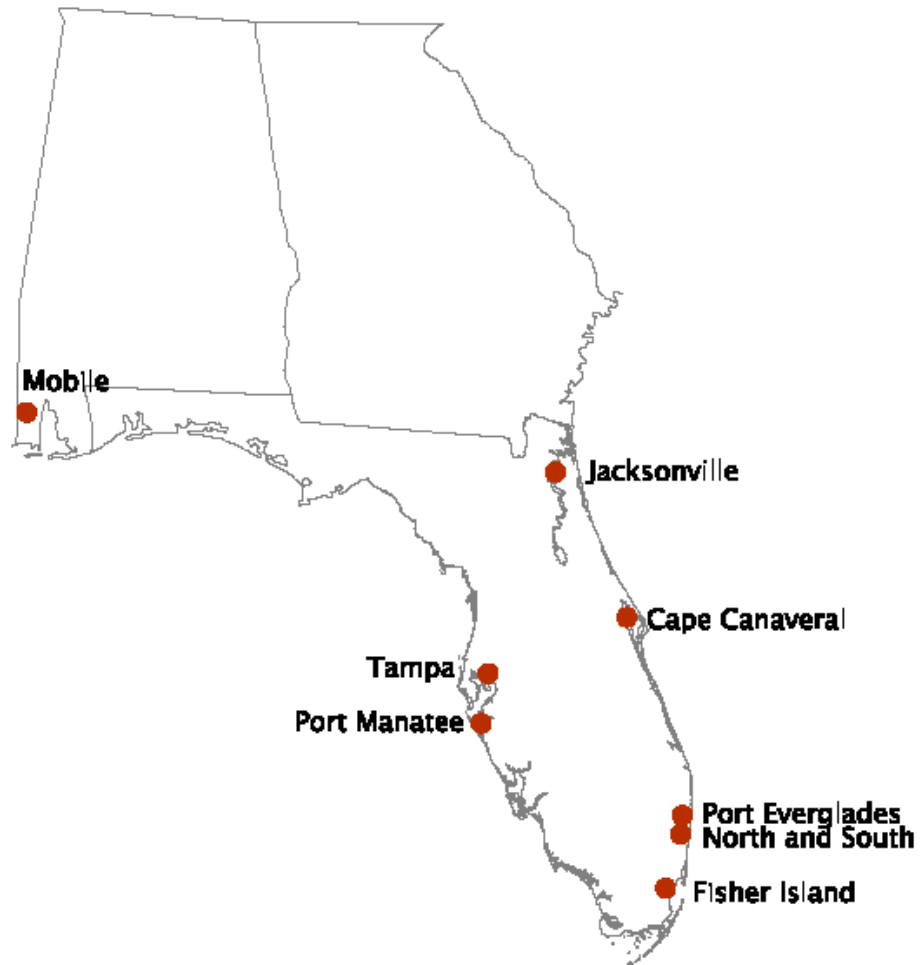 Mobile
Jacksonville
Cape Canaveral
Tampa
Port Manatee
Port Everglades
North and South
Fisher Island